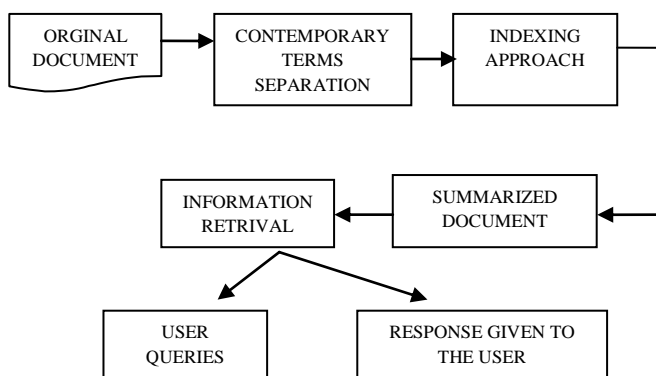 ORGINAL
DOCUMENT
CONTEMPORARY
TERMS
SEPARATION
INDEXING
APPROACH
SUMMARIZED
DOCUMENT
INFORMATION
RETRIVAL
USER
QUERIES
RESPONSE GIVEN TO
THE USER